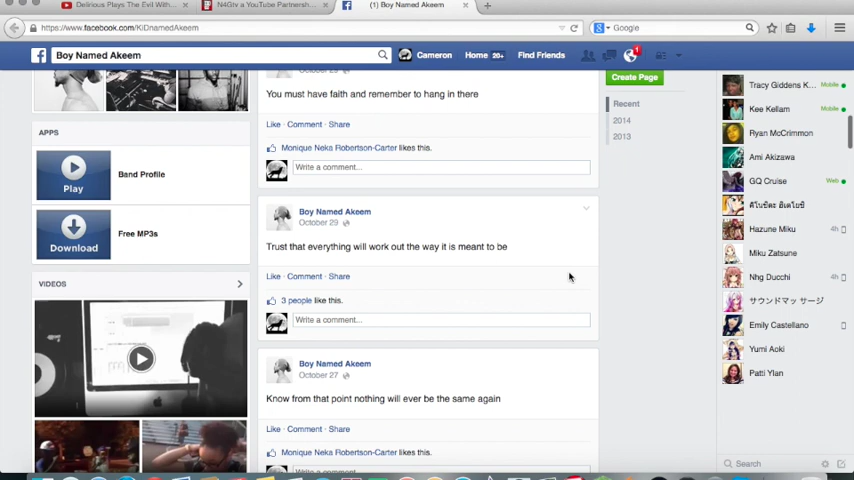 Delirious Plays The Evil With...
N4Gtv a YouTube Partnersh...
(1) Boy Named Akeem
https://www.facebook.com/KiDnamedAkeem
Google
Boy Named Akeem
Cameron
Home 20+
Find Friends
1
You must have faith and remember to hang in there
Like · Comment · Share
Monique Neka Robertson-Carter likes this.
Write a comment...
Create Page
Recent
2014
2013
APPS
Play
Band Profile
Download
Free MP3s
VIDEOS
Boy Named Akeem
October 29
Trust that everything will work out the way it is meant to be
Like · Comment · Share
3 people like this.
Write a comment...
Boy Named Akeem
October 27
Know from that point nothing will ever be the same again
Like · Comment · Share
Monique Neka Robertson-Carter likes this.
Write a comment...
Tracy Giddens K... Mobile
Kee Kellam Mobile
Ryan McCrimmon
Ami Akizawa
GQ Cruise Web
Hazune Miku 4h
Miku Zatsune
Nhg Ducchi 4h
サウンドマッ サージ
Emily Castellano
Yumi Aoki
Patti Ylan
Search